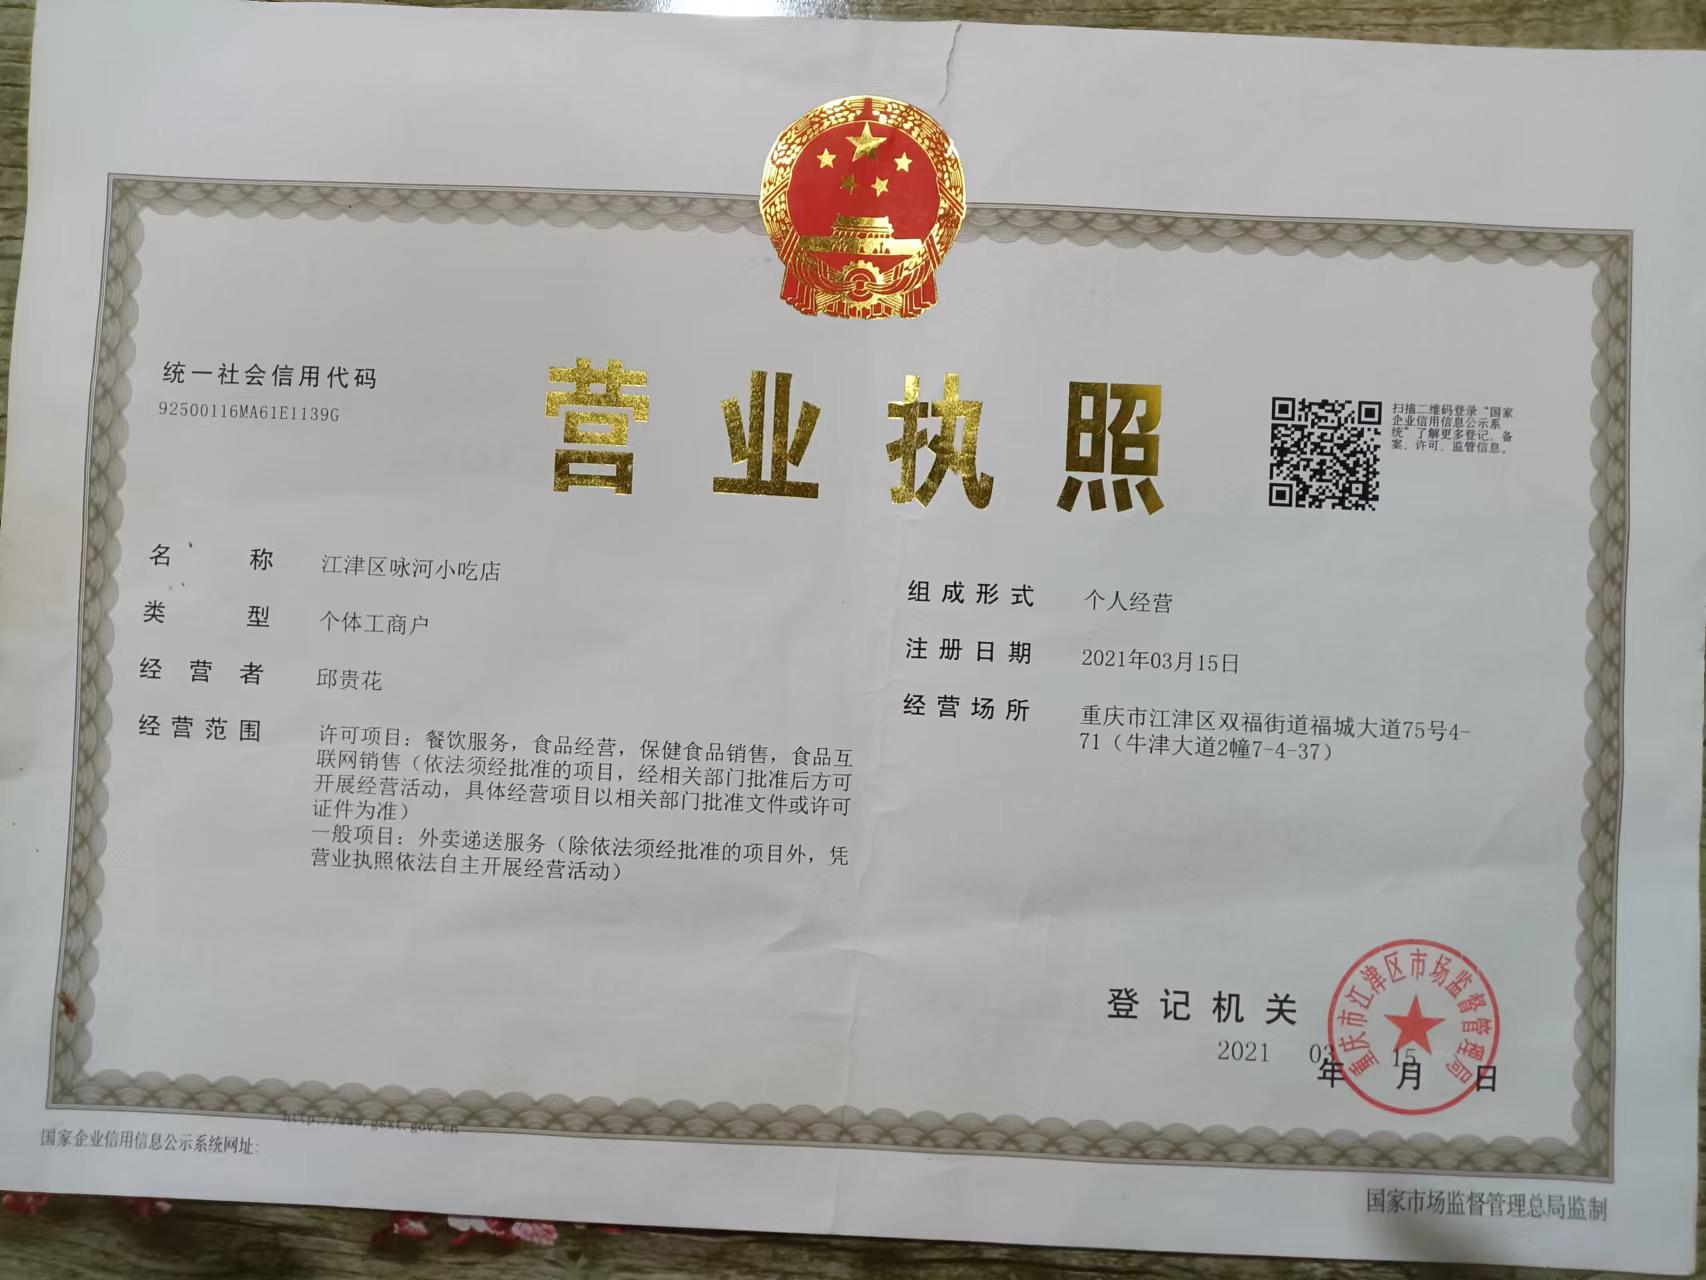 统一社会信用代码
92500116MA61E1139G
营业执照
扫描二维码登录“国家
企业信用信息公示系
统”了解更多登记、备
案、许可、监管信息。
名称 江津区咏河小吃店
类型 个体工商户
经营者 邱贵花
经营范围 许可项目：餐饮服务，食品经营，保健食品销售，食品互
联网销售（依法须经批准的项目，经相关部门批准后方可
开展经营活动，具体经营项目以相关部门批准文件或许可
证件为准）
一般项目：外卖递送服务（除依法须经批准的项目外，凭
营业执照依法自主开展经营活动）
组成形式 个人经营
注册日期 2021年03月15日
经营场所 重庆市江津区双福街道福城大道75号4-
71（牛津大道2幢7-4-37）
登记机关
重庆市江津区市场监督管理局
2021年03月15日
http://www.gsxt.gov.cn
国家企业信用信息公示系统网址:
国家市场监督管理总局监制